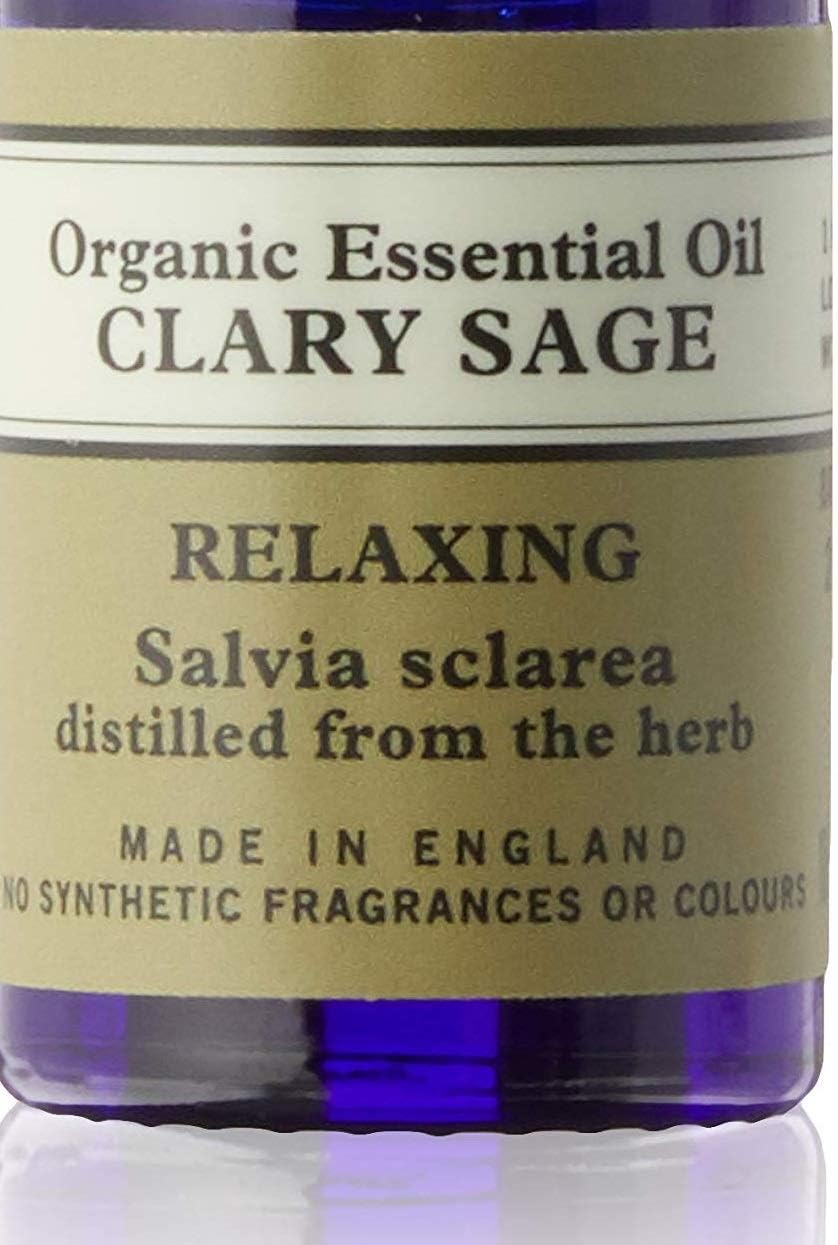 Organic Essential Oil
CLARY SAGE
RELAXING
Salvia sclarea
distilled from the herb
MADE IN ENGLAND
NO SYNTHETIC FRAGRANCES OR COLOURS